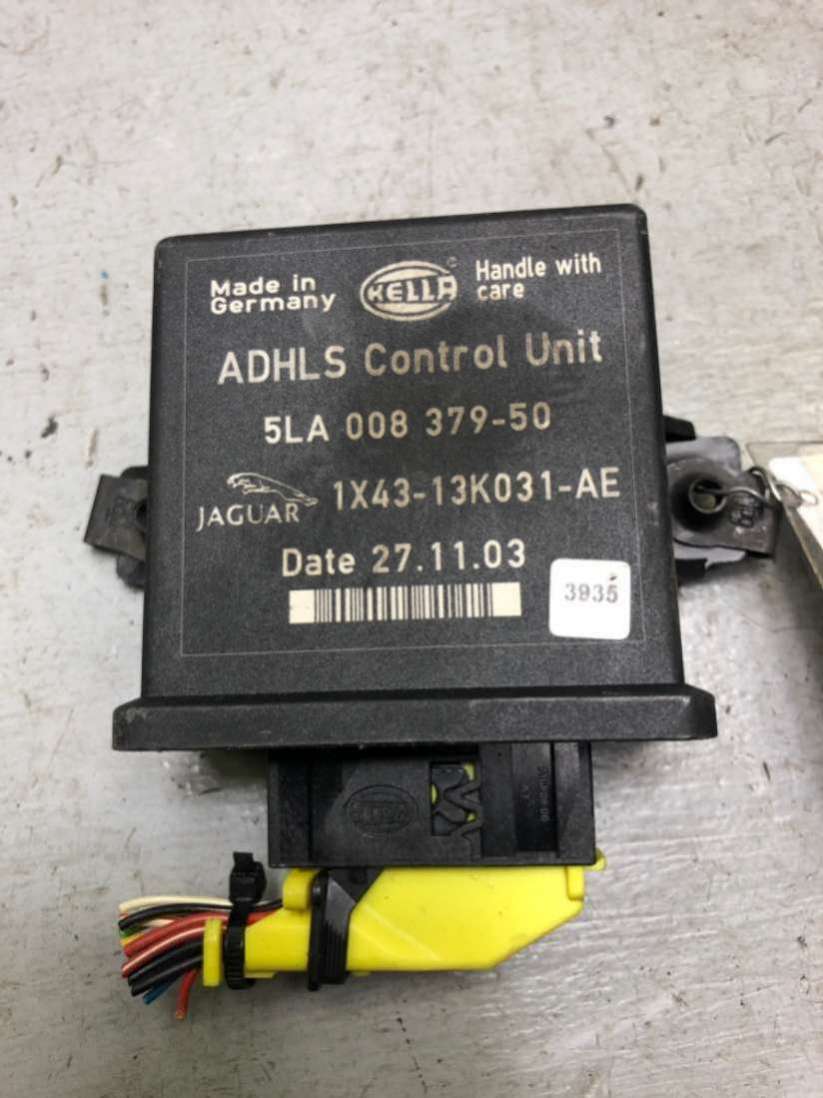 Made in
Germany
HELLA
©
Handle with
care
ADHLS Control Unit
5LA 008 379-50
JAGUAR
1X43-13K031-AE
Date 27.11.03
3935
HELLA